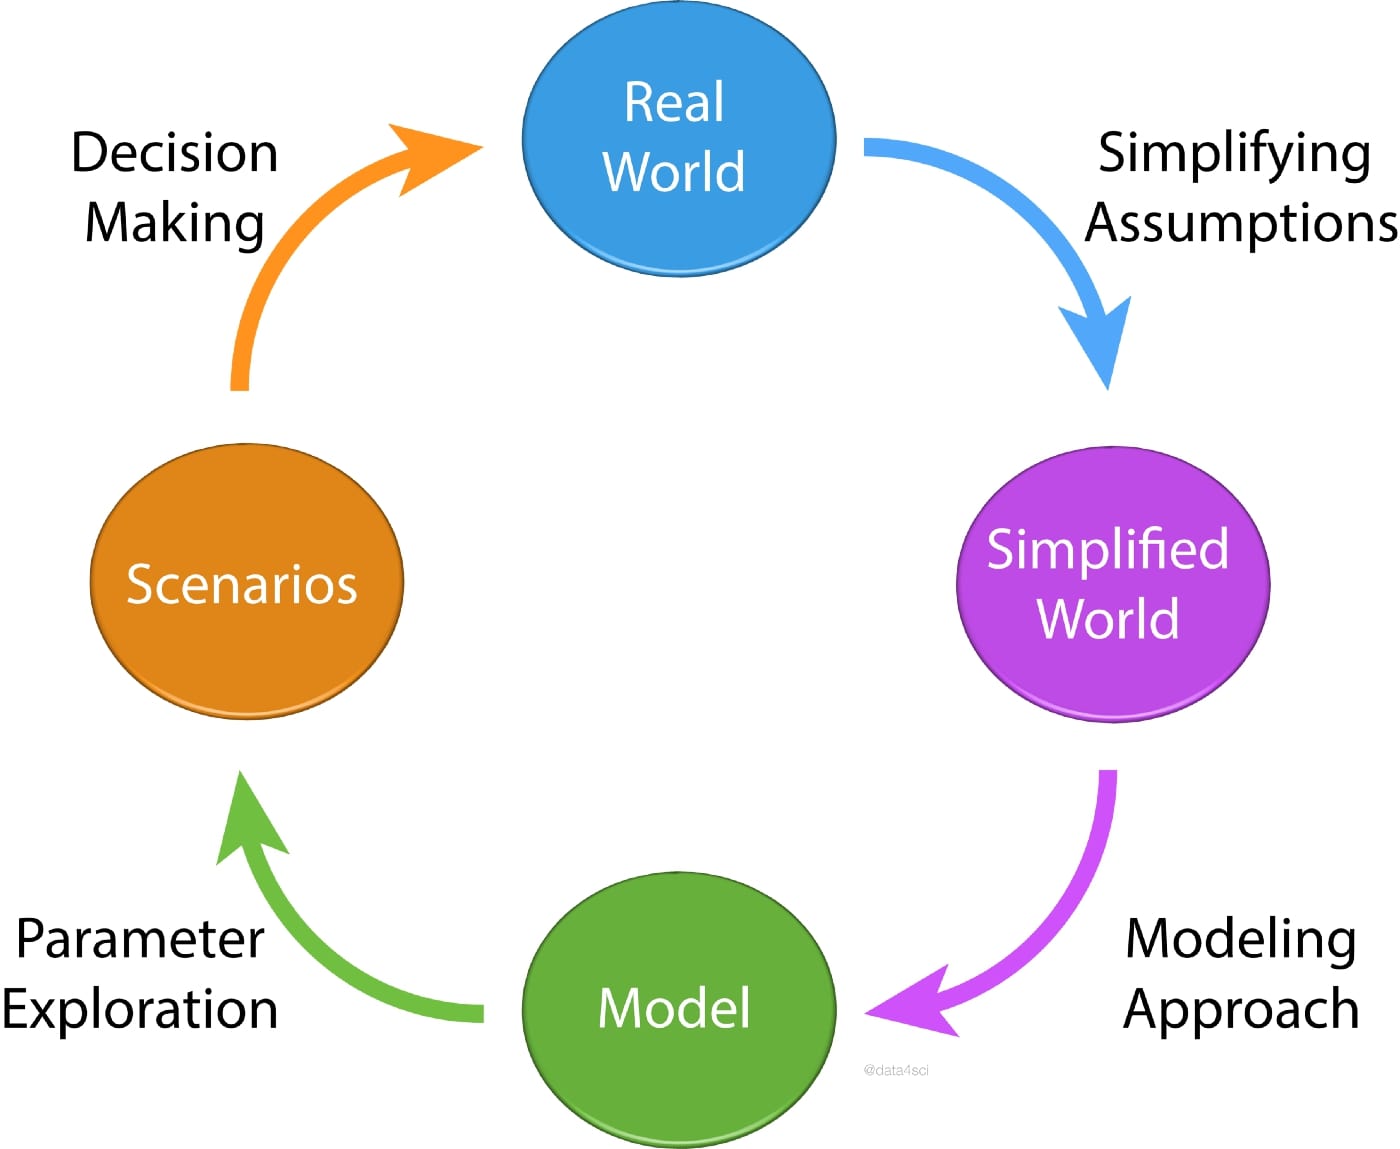 Real
World
Decision
Making
Simplifying
Assumptions
Scenarios
Simplified
World
Parameter
Exploration
Model
Modeling
Approach
@data4sci